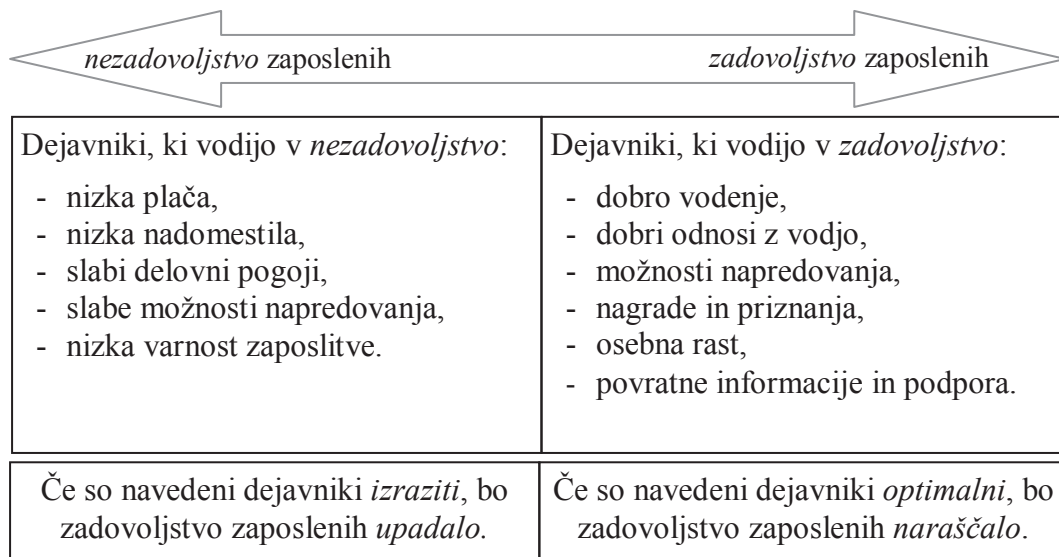 nezadovoljstvo zaposlenih
zadovoljstvo zaposlenih
Dejavniki, ki vodijo v nezadovoljstvo:
- nizka plača,
- nizka nadomestila,
- slabi delovni pogoji,
- slabe možnosti napredovanja,
- nizka varnost zaposlitve.
Dejavniki, ki vodijo v zadovoljstvo:
- dobro vodenje,
- dobri odnosi z vodjo,
- možnosti napredovanja,
- nagrade in priznanja,
- osebna rast,
- povratne informacije in podpora.
Če so navedeni dejavniki izraziti, bo
zadovoljstvo zaposlenih upadalo.
Če so navedeni dejavniki optimalni, bo
zadovoljstvo zaposlenih naraščalo.